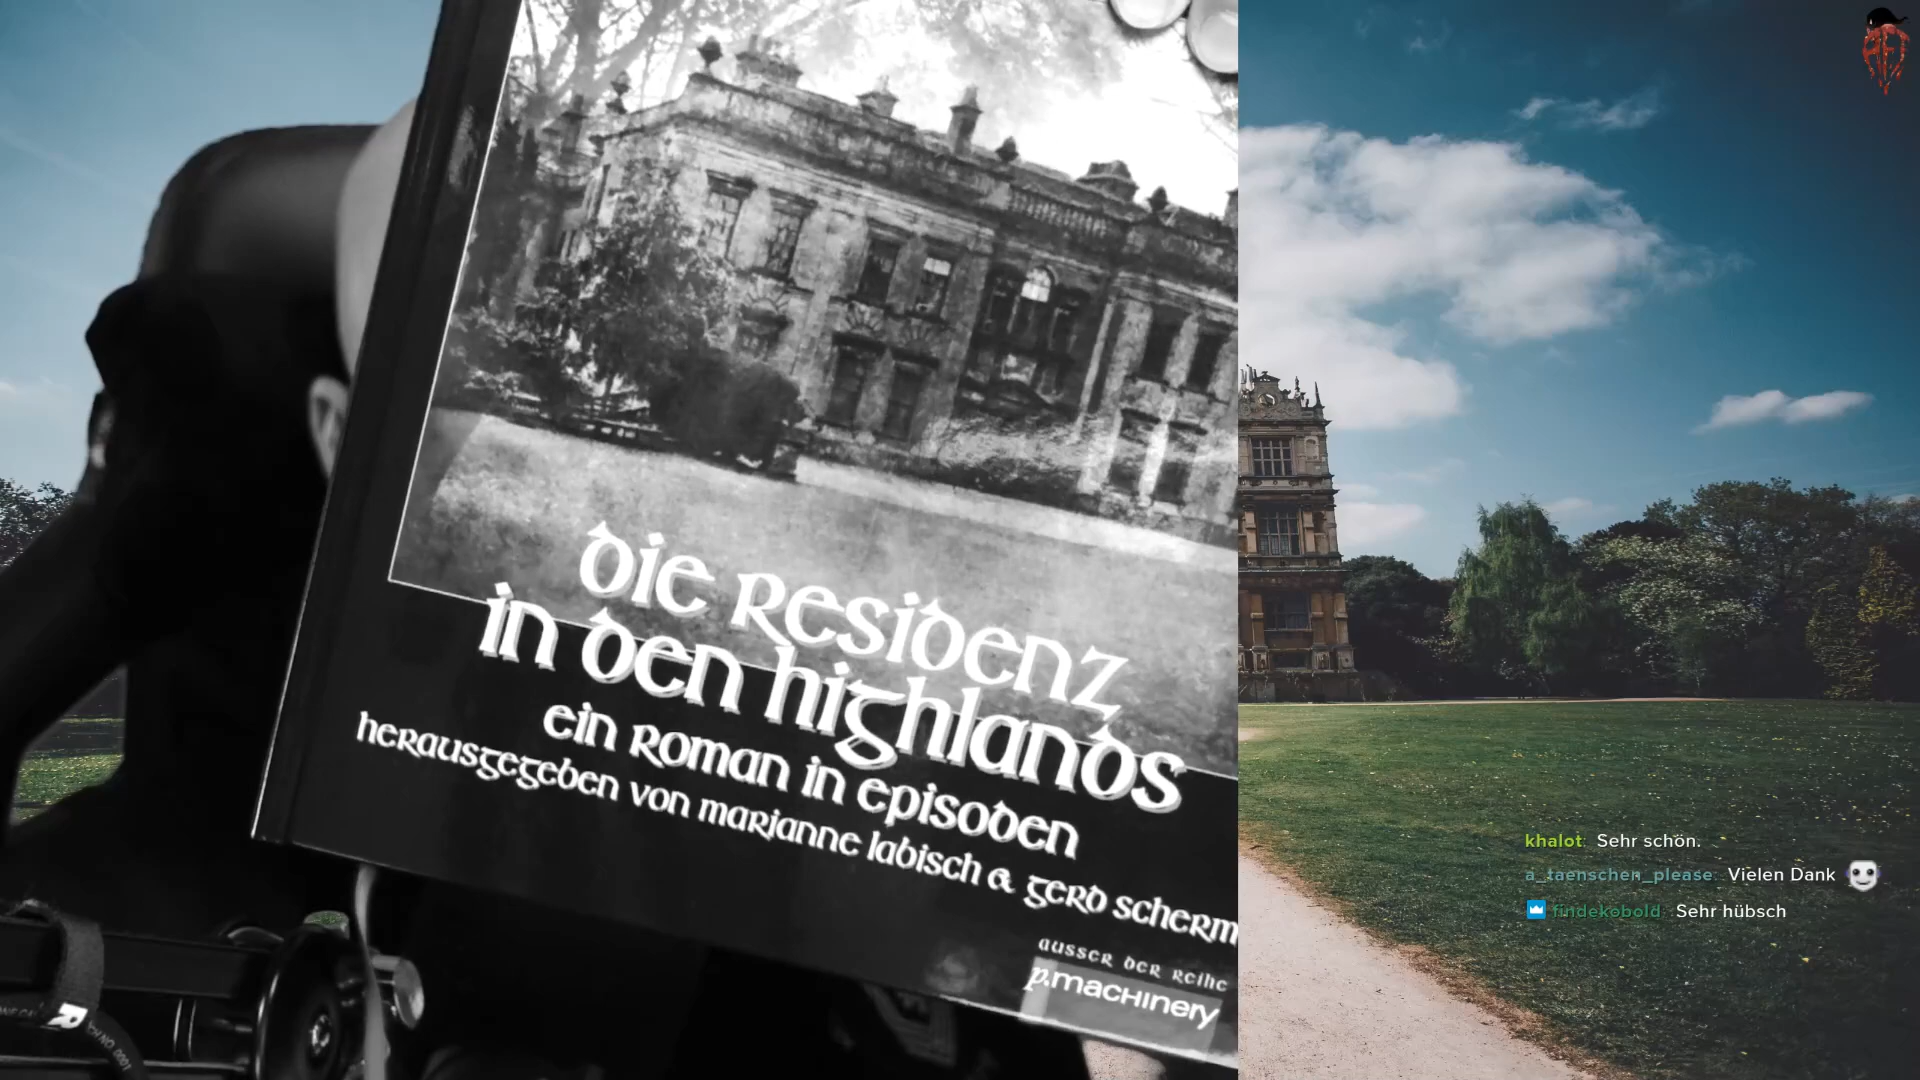 die Residenz
in den highlands
ein Roman in episoden
herausgegeben von marianne labisch & gerd scherm
ausser der reihe
p.machinery
khalot: Sehr schön.
a_taenschen_please: Vielen Dank
findekobold: Sehr hübsch